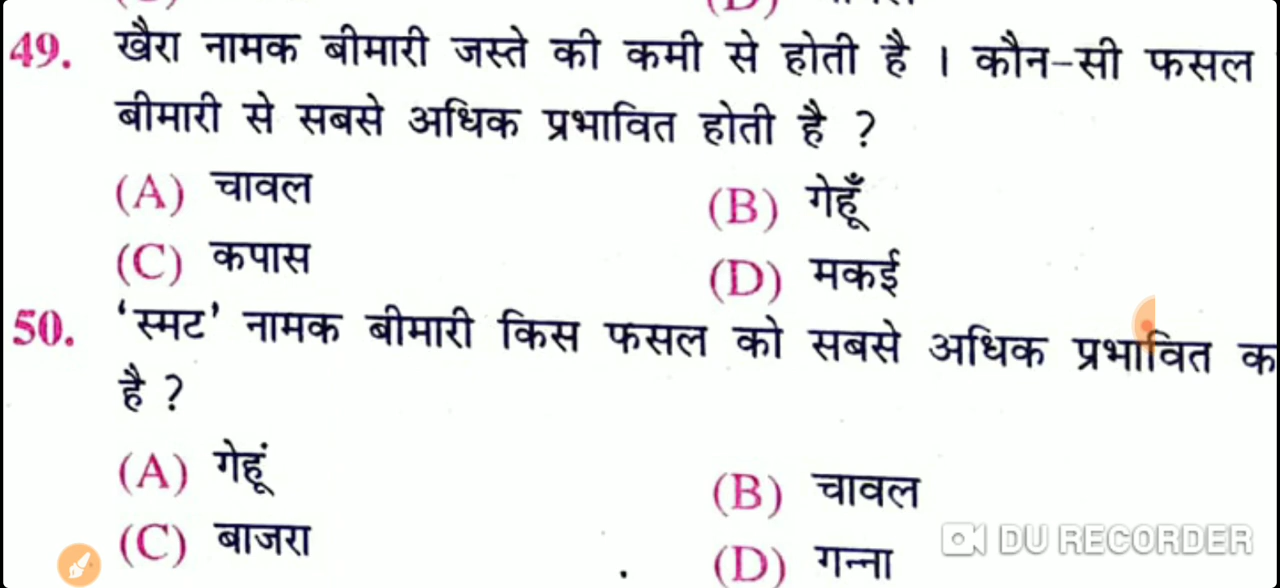 49. खैरा नामक बीमारी जस्ते की कमी से होती है । कौन-सी फसल
बीमारी से सबसे अधिक प्रभावित होती है ?
(A) चावल (B) गेहूँ
(C) कपास (D) मकई
50. ‘स्मट’ नामक बीमारी किस फसल को सबसे अधिक प्रभावित क
है ?
(A) गेहूं (B) चावल
(C) बाजरा (D) गन्ना
DU RECORDER